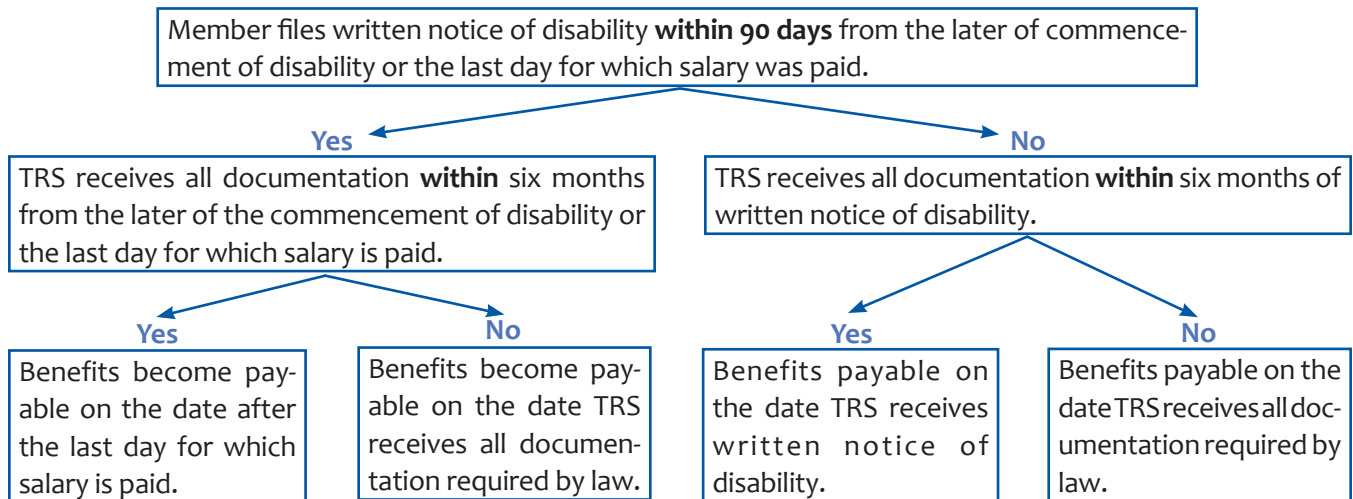 Member files written notice of disability within 90 days from the later of commence-
ment of disability or the last day for which salary was paid.
Yes
No
TRS receives all documentation within six months
from the later of the commencement of disability or
the last day for which salary is paid.
TRS receives all documentation within six months of
written notice of disability.
Yes
No
Yes
No
Benefits become pay-
able on the date after
the last day for which
salary is paid.
Benefits become pay-
able on the date TRS
receives all documen-
tation required by law.
Benefits payable on
the date TRS receives
written notice of
disability.
Benefits payable on the
date TRS receives all doc-
umentation required by
law.